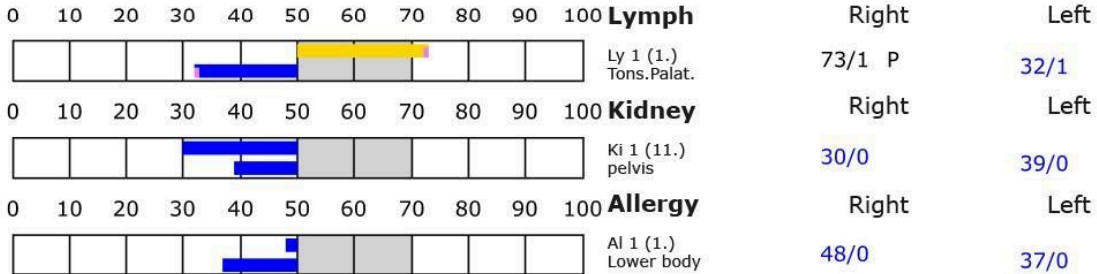 0 10 20 30 40 50 60 70 80 90 100 Lymph Right Left
Ly 1 (1.) 73/1 P 32/1
Tons.Palat.
0 10 20 30 40 50 60 70 80 90 100 Kidney Right Left
Ki 1 (11.) 30/0 39/0
pelvis
0 10 20 30 40 50 60 70 80 90 100 Allergy Right Left
Al 1 (1.) 48/0 37/0
Lower body